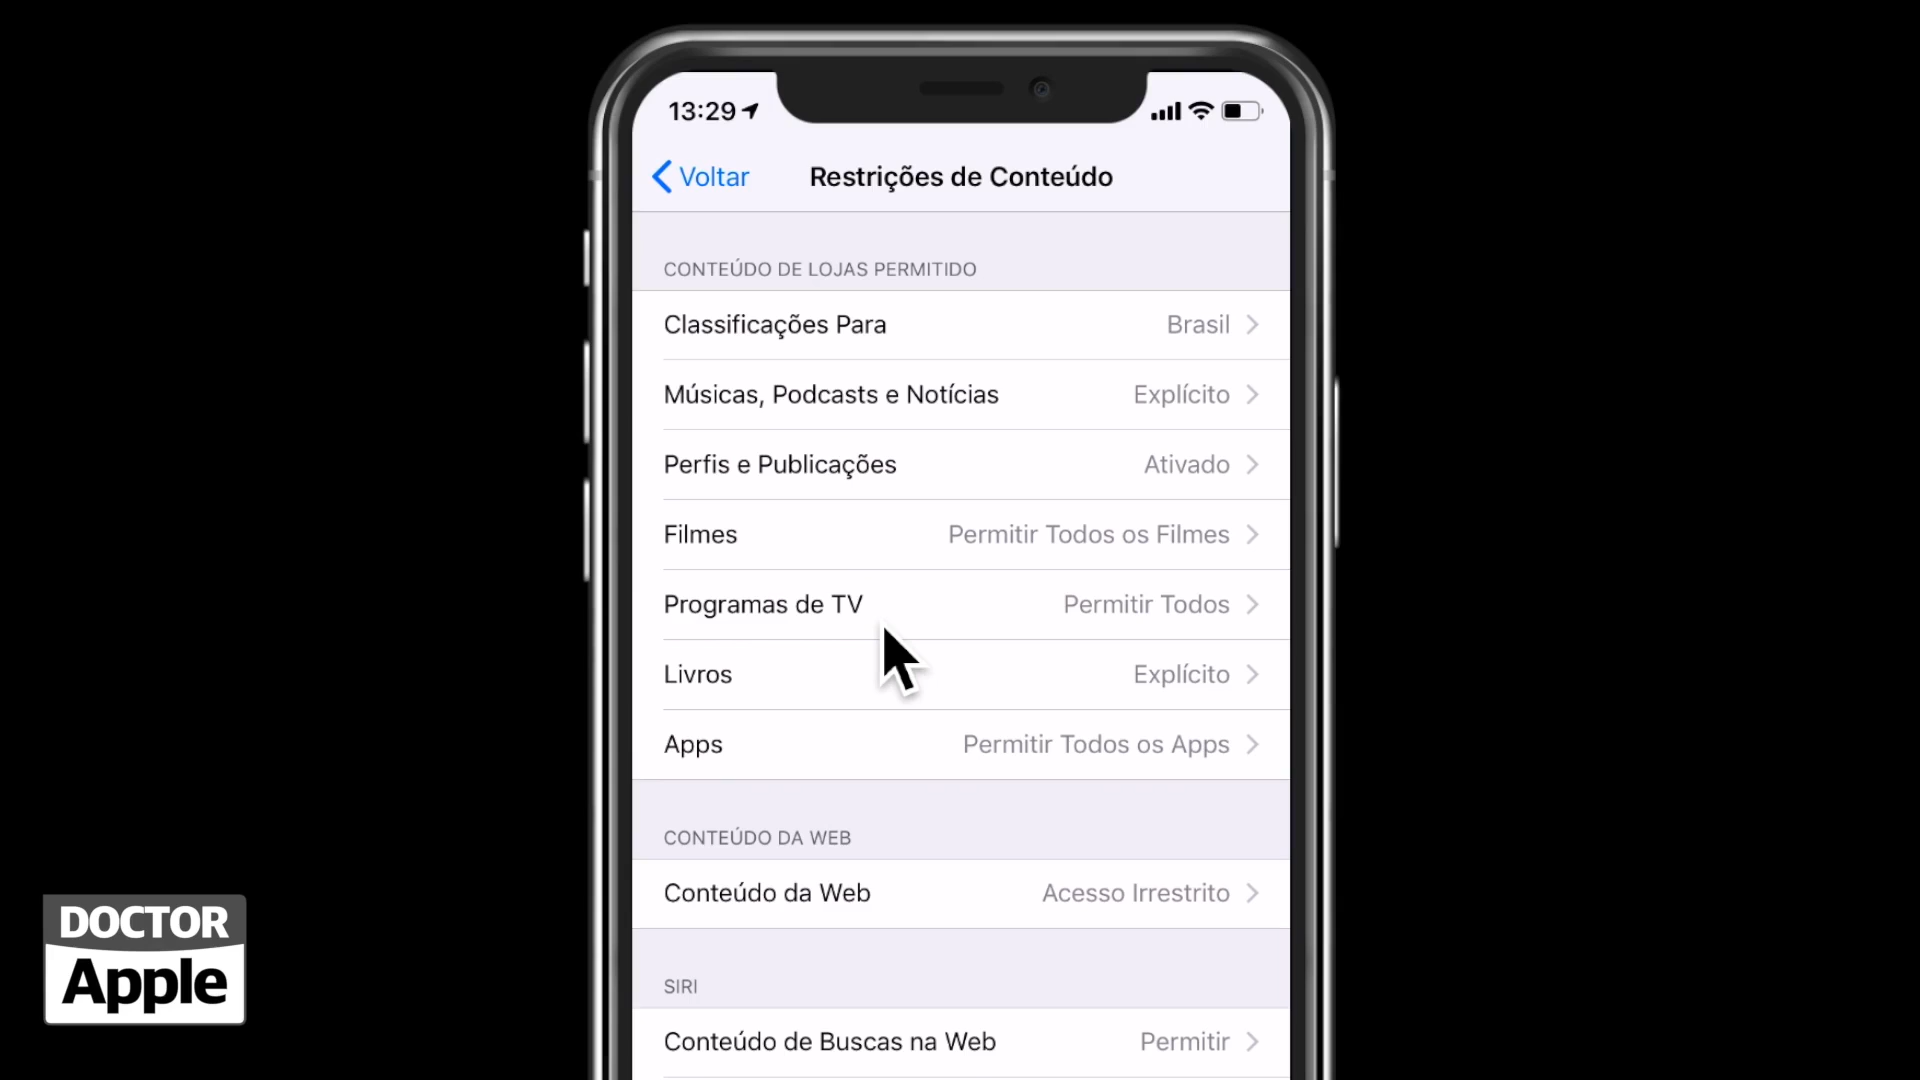 13:29
Voltar
Restrições de Conteúdo
CONTEÚDO DE LOJAS PERMITIDO
Classificações Para Brasil
Músicas, Podcasts e Notícias Explícito
Perfis e Publicações Ativado
Filmes Permitir Todos os Filmes
Programas de TV Permitir Todos
Livros Explícito
Apps Permitir Todos os Apps
CONTEÚDO DA WEB
Conteúdo da Web Acesso Irrestrito
SIRI
Conteúdo de Buscas na Web Permitir
DOCTOR
Apple